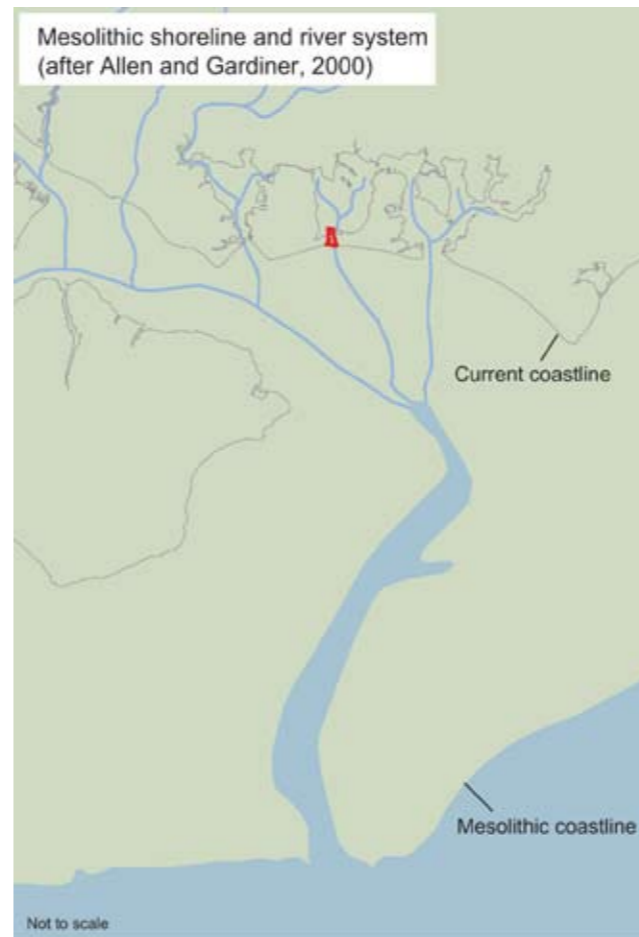 Mesolithic shoreline and river system
(after Allen and Gardiner, 2000)
Current coastline
Mesolithic coastline
Not to scale